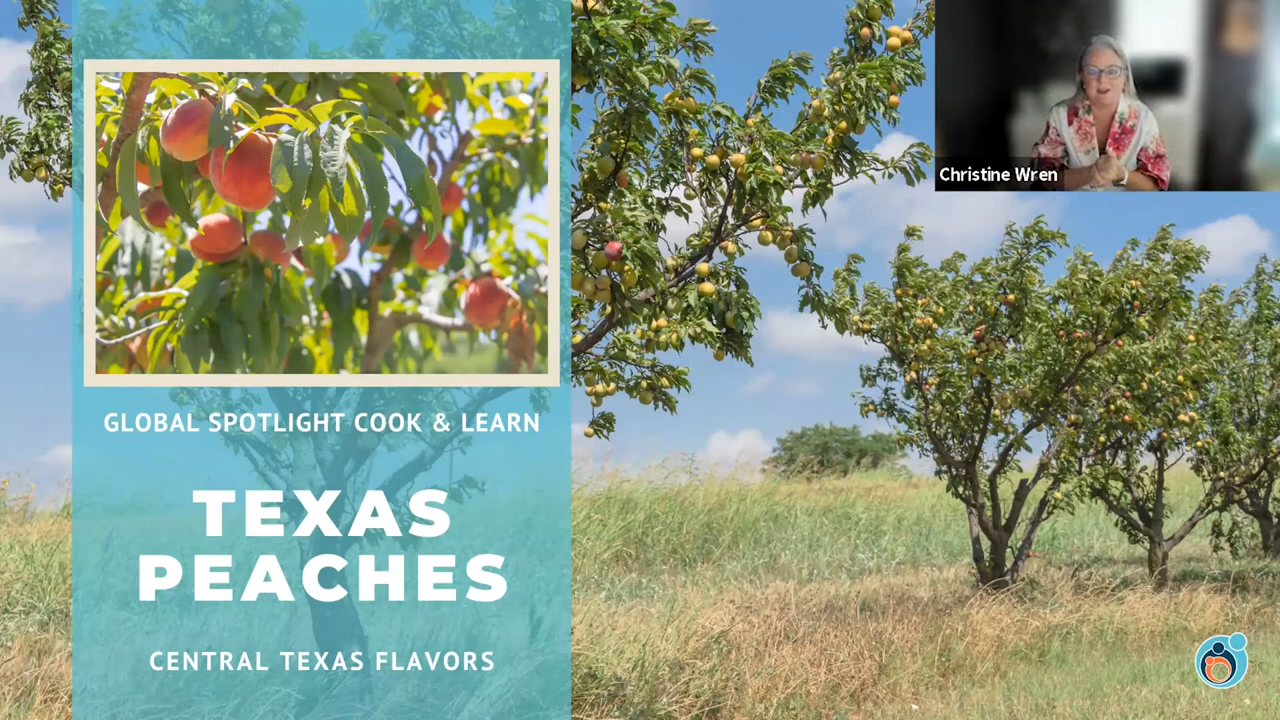 Christine Wren
GLOBAL SPOTLIGHT COOK & LEARN
TEXAS
PEACHES
CENTRAL TEXAS FLAVORS